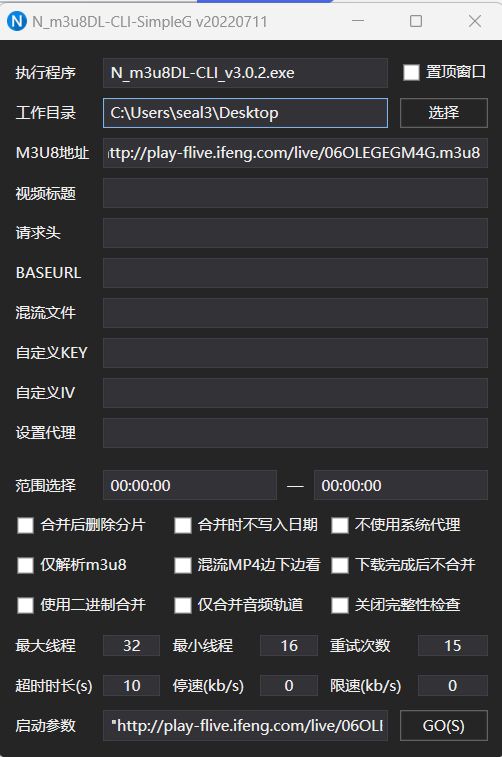 N_m3u8DL-CLI-SimpleG v20220711
执行程序 N_m3u8DL-CLI_v3.0.2.exe 置顶窗口
工作目录 C:\Users\seal3\Desktop 选择
M3U8地址 ttp://play-flive.ifeng.com/live/06OLEGEGM4G.m3u8
视频标题
请求头
BASEURL
混流文件
自定义KEY
自定义IV
设置代理
范围选择 00:00:00 — 00:00:00
合并后删除分片 合并时不写入日期 不使用系统代理
仅解析m3u8 混流MP4边下边看 下载完成后不合并
使用二进制合并 仅合并音频轨道 关闭完整性检查
最大线程 32 最小线程 16 重试次数 15
超时时长(s) 10 停速(kb/s) 0 限速(kb/s) 0
启动参数 "http://play-flive.ifeng.com/live/06OLE GO(S)